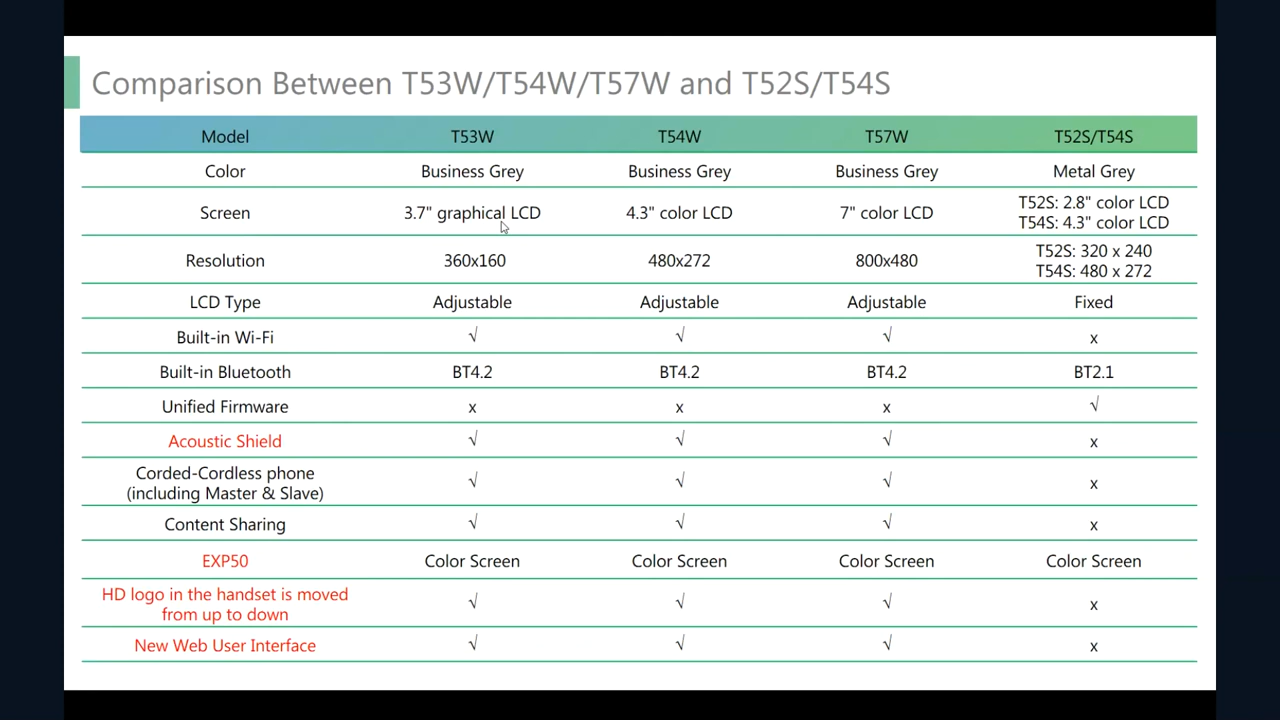 Comparison Between T53W/T54W/T57W and T52S/T54S
Model T53W T54W T57W T52S/T54S
Color Business Grey Business Grey Business Grey Metal Grey
Screen 3.7" graphical LCD 4.3" color LCD 7" color LCD T52S: 2.8" color LCD
T54S: 4.3" color LCD
Resolution 360x160 480x272 800x480 T52S: 320 x 240
T54S: 480 x 272
LCD Type Adjustable Adjustable Adjustable Fixed
Built-in Wi-Fi √ √ √ x
Built-in Bluetooth BT4.2 BT4.2 BT4.2 BT2.1
Unified Firmware x x x √
Acoustic Shield √ √ √ x
Corded-Cordless phone
(including Master & Slave) √ √ √ x
Content Sharing √ √ √ x
EXP50 Color Screen Color Screen Color Screen Color Screen
HD logo in the handset is moved
from up to down √ √ √ x
New Web User Interface √ √ √ x